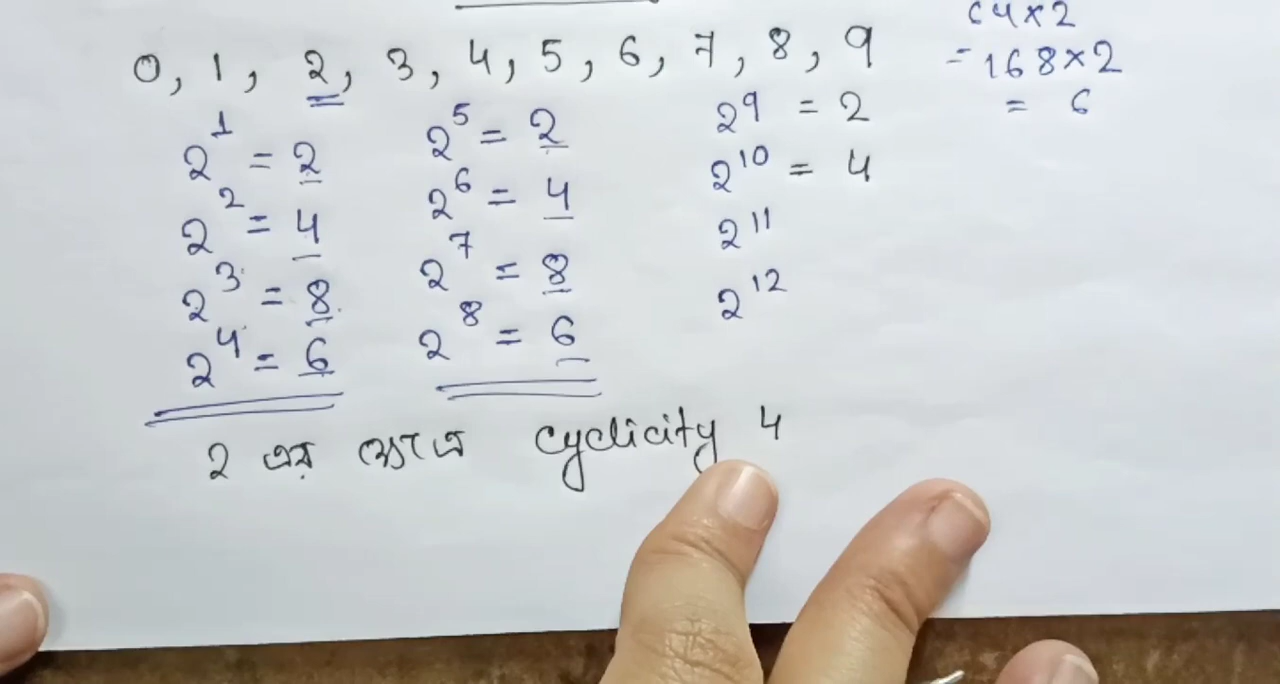 0, 1, 2, 3, 4, 5, 6, 7, 8, 9
2^1 = 2
2^2 = 4
2^3 = 8
2^4 = 6
2^5 = 2
2^6 = 4
2^7 = 8
2^8 = 6
2^9 = 2
2^10 = 4
2^11
2^12
4×2
= 168×2
= 6
2 এর cyclicity 4